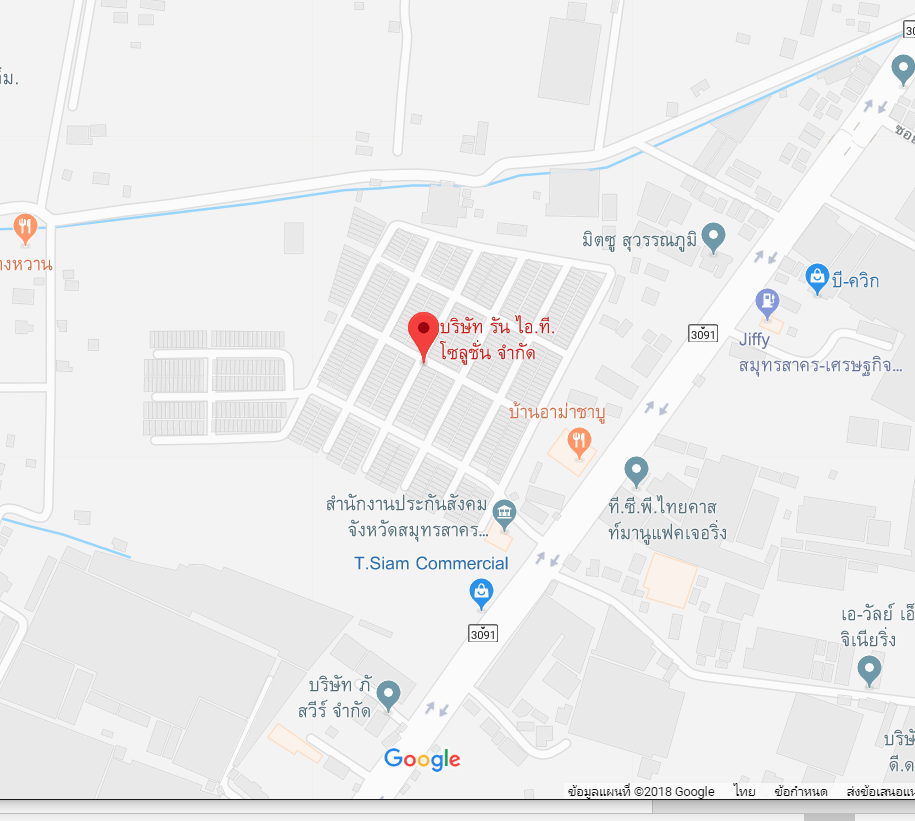 30
ซอย
มิตซู สุวรรณภูมิ
บี-ควิก
างหวาน
บริษัท รัน ไอ.ที.
โซลูชั่น จำกัด
3091
Jiffy
สมุทรสาคร-เศรษฐกิจ...
บ้านอาม่าชาบู
สำนักงานประกันสังคม
จังหวัดสมุทรสาคร...
ที.ซี.พี.ไทยคาส
ท์มานูแฟคเจอริ่ง
T.Siam Commercial
3091
เอ-วัลย์ เอ็
จิเนียริ่ง
บริษัท ภั
สวีร์ จำกัด
บริษั
ดี.ด
Google
ข้อมูลแผนที่ ©2018 Google ไทย ข้อกำหนด ส่งข้อเสนอแน